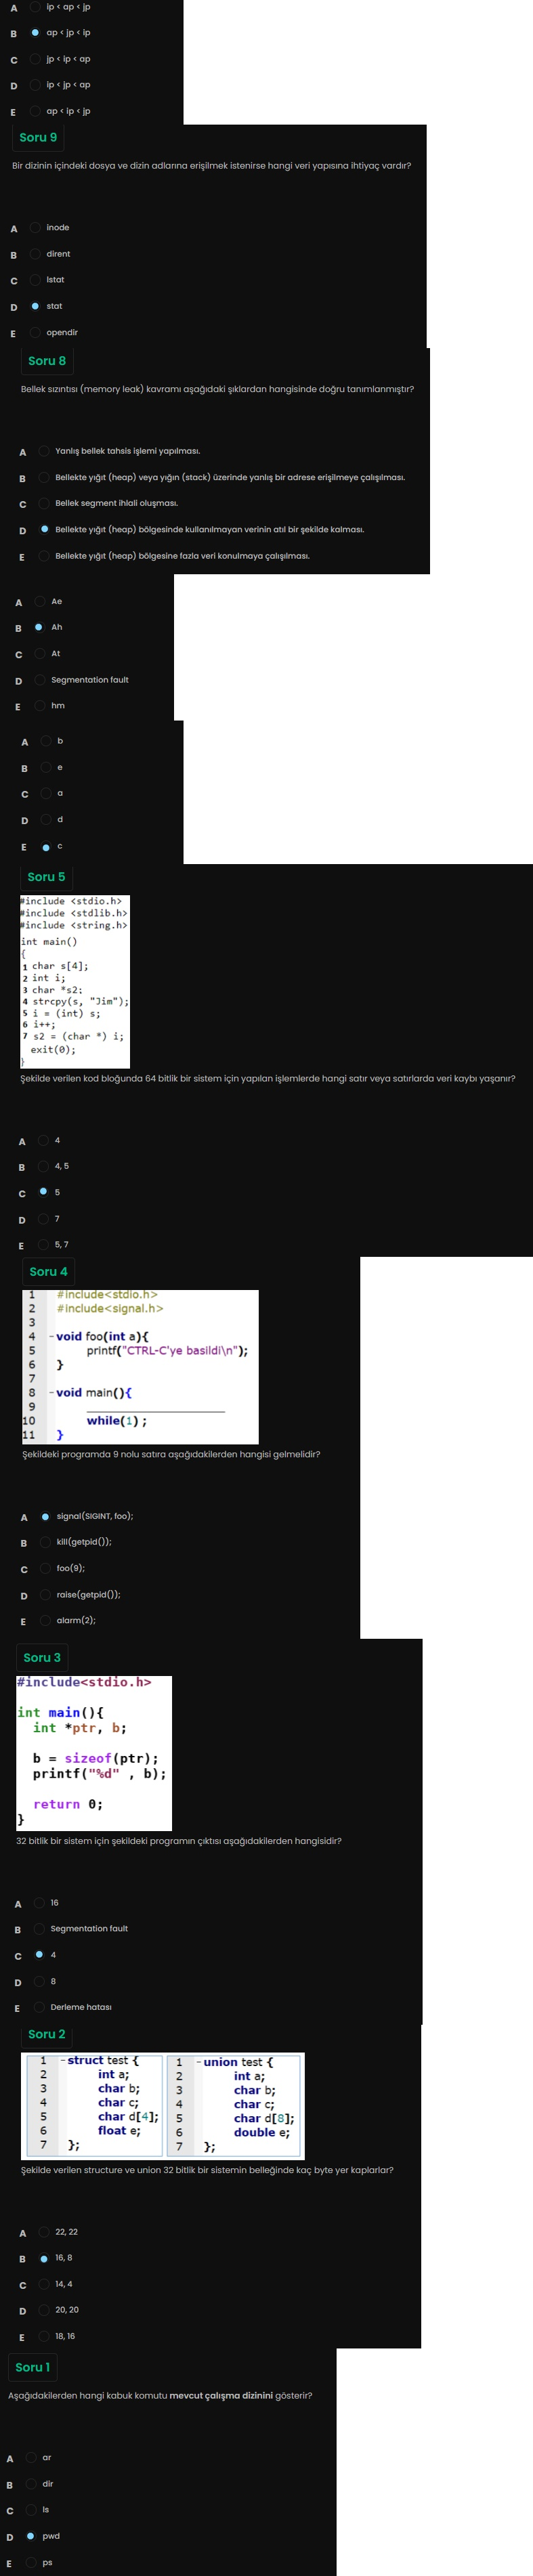 A ip < ap < jp
B ap < jp < ip
C jp < ip < ap
D ip < jp < ap
E ap < ip < jp
Soru 9
Bir dizinin içindeki dosya ve dizin adlarına erişilmek istenirse hangi veri yapısına ihtiyaç vardır?
A inode
B dirent
C lstat
D stat
E opendir
Soru 8
Bellek sızıntısı (memory leak) kavramı aşağıdaki şıklardan hangisinde doğru tanımlanmıştır?
A Yanlış bellek tahsis işlemi yapılması.
B Bellekte yığıt (heap) veya yığın (stack) üzerinde yanlış bir adrese erişilmeye çalışılması.
C Bellek segment ihlali oluşması.
D Bellekte yığıt (heap) bölgesinde kullanılmayan verinin atıl bir şekilde kalması.
E Bellekte yığıt (heap) bölgesine fazla veri konulmaya çalışılması.
A Ae
B Ah
C At
D Segmentation fault
E hm
A b
B e
C a
D d
E c
Soru 5
#include <stdio.h>
#include <stdlib.h>
#include <string.h>
int main()
{
1 char s[4];
2 int i;
3 char *s2;
4 strcpy(s, "Jim");
5 i = (int) s;
6 i++;
7 s2 = (char *) i;
exit(0);
}
Şekilde verilen kod bloğunda 64 bitlik bir sistem için yapılan işlemlerde hangi satır veya satırlarda veri kaybı yaşanır?
A 4
B 4, 5
C 5
D 7
E 5, 7
Soru 4
1 #include<stdio.h>
2 #include<signal.h>
3
4 -void foo(int a){
5 printf("CTRL-C'ye basildi\n");
6 }
7
8 -void main(){
9 ____________________
10 while(1);
11 }
Şekildeki programda 9 nolu satıra aşağıdakilerden hangisi gelmelidir?
A signal(SIGINT, foo);
B kill(getpid());
C foo(9);
D raise(getpid());
E alarm(2);
Soru 3
#include<stdio.h>
int main(){
int *ptr, b;
b = sizeof(ptr);
printf("%d" , b);
return 0;
}
32 bitlik bir sistem için şekildeki programın çıktısı aşağıdakilerden hangisidir?
A 16
B Segmentation fault
C 4
D 8
E Derleme hatası
Soru 2
1 -struct test {
2 int a;
3 char b;
4 char c;
5 char d[4];
6 float e;
7 };
1 -union test {
2 int a;
3 char b;
4 char c;
5 char d[8];
6 double e;
7 };
Şekilde verilen structure ve union 32 bitlik bir sistemin belleğinde kaç byte yer kaplarlar?
A 22, 22
B 16, 8
C 14, 4
D 20, 20
E 18, 16
Soru 1
Aşağıdakilerden hangi kabuk komutu mevcut çalışma dizinini gösterir?
A ar
B dir
C ls
D pwd
E ps